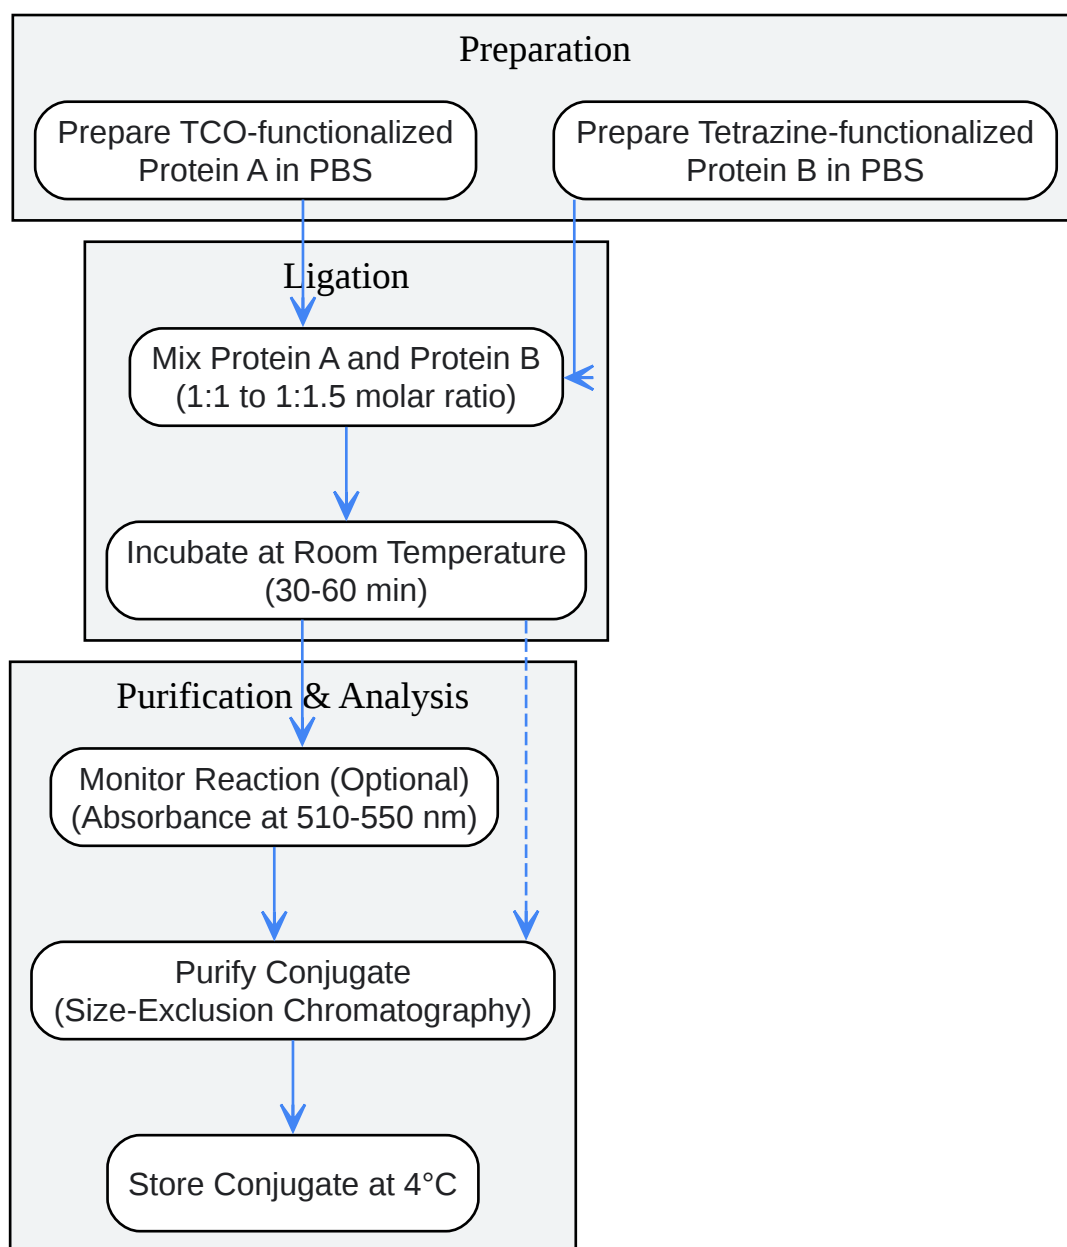 Preparation
Prepare TCO-functionalized
Protein A in PBS
Prepare Tetrazine-functionalized
Protein B in PBS
Ligation
Mix Protein A and Protein B
(1:1 to 1:1.5 molar ratio)
Incubate at Room Temperature
(30-60 min)
Purification & Analysis
Monitor Reaction (Optional)
(Absorbance at 510-550 nm)
Purify Conjugate
(Size-Exclusion Chromatography)
Store Conjugate at 4°C